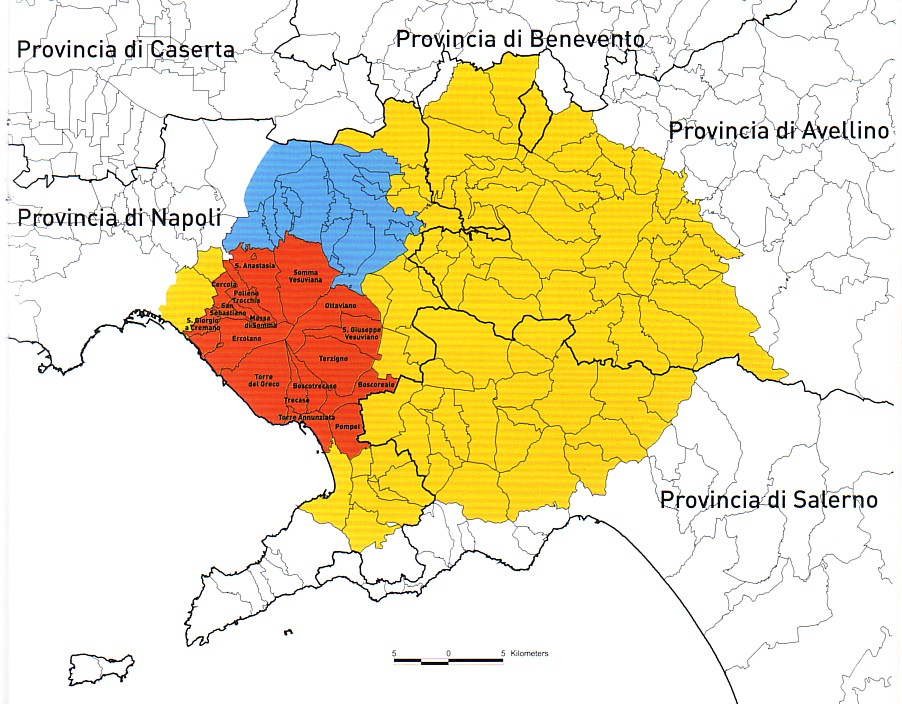 Provincia di Caserta
Provincia di Benevento
Provincia di Avellino
Provincia di Napoli
S. Anastasia
Somma
Vesuviana
Cercola
Pollena
Trocchia
San
Sebastiano
Massa
di Somma
Ottaviano
S. Giorgio
a Cremano
Ercolano
S. Giuseppe
Vesuviano
Terzigno
Torre
del Greco
Boscotrecase
Boscoreale
Trecase
Torre Annunziata
Pompei
Provincia di Salerno
5 0 5 Kilometers